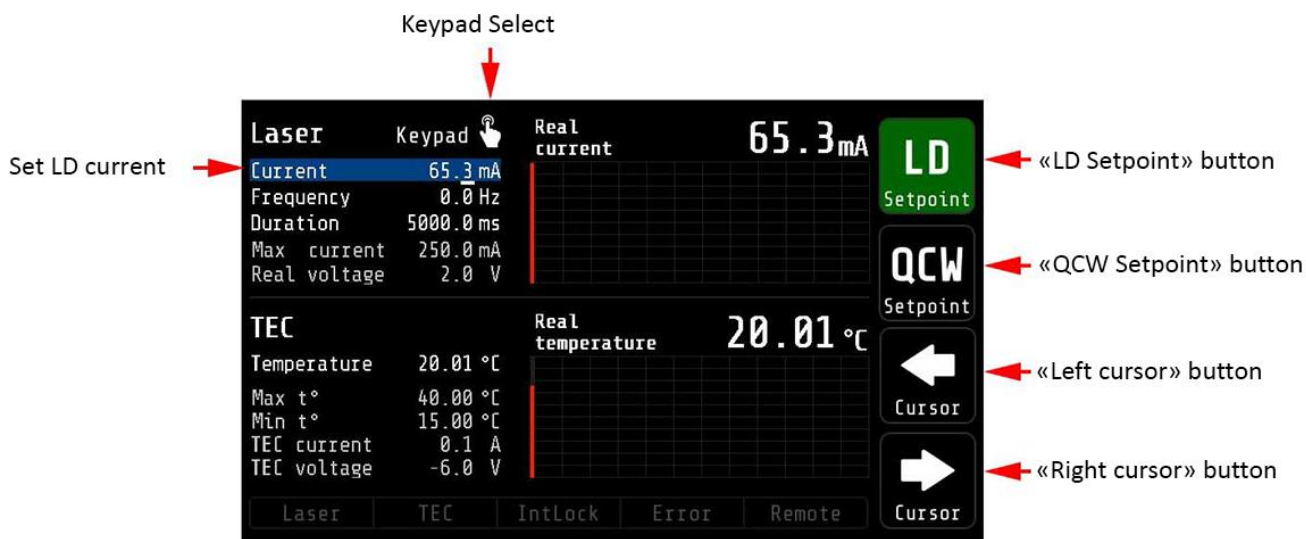 Keypad Select
Set LD current
Laser Keypad
Current 65.3 mA
Frequency 0.0 Hz
Duration 5000.0 ms
Max current 250.0 mA
Real voltage 2.0 V
Real
current
65.3 mA
TEC
Temperature 20.01 °C
Max t° 40.00 °C
Min t° 15.00 °C
TEC current 0.1 A
TEC voltage -6.0 V
Real
temperature
20.01 °C
Laser TEC IntLock Error Remote
LD
Setpoint
QCW
Setpoint
Cursor
Cursor
«LD Setpoint» button
«QCW Setpoint» button
«Left cursor» button
«Right cursor» button